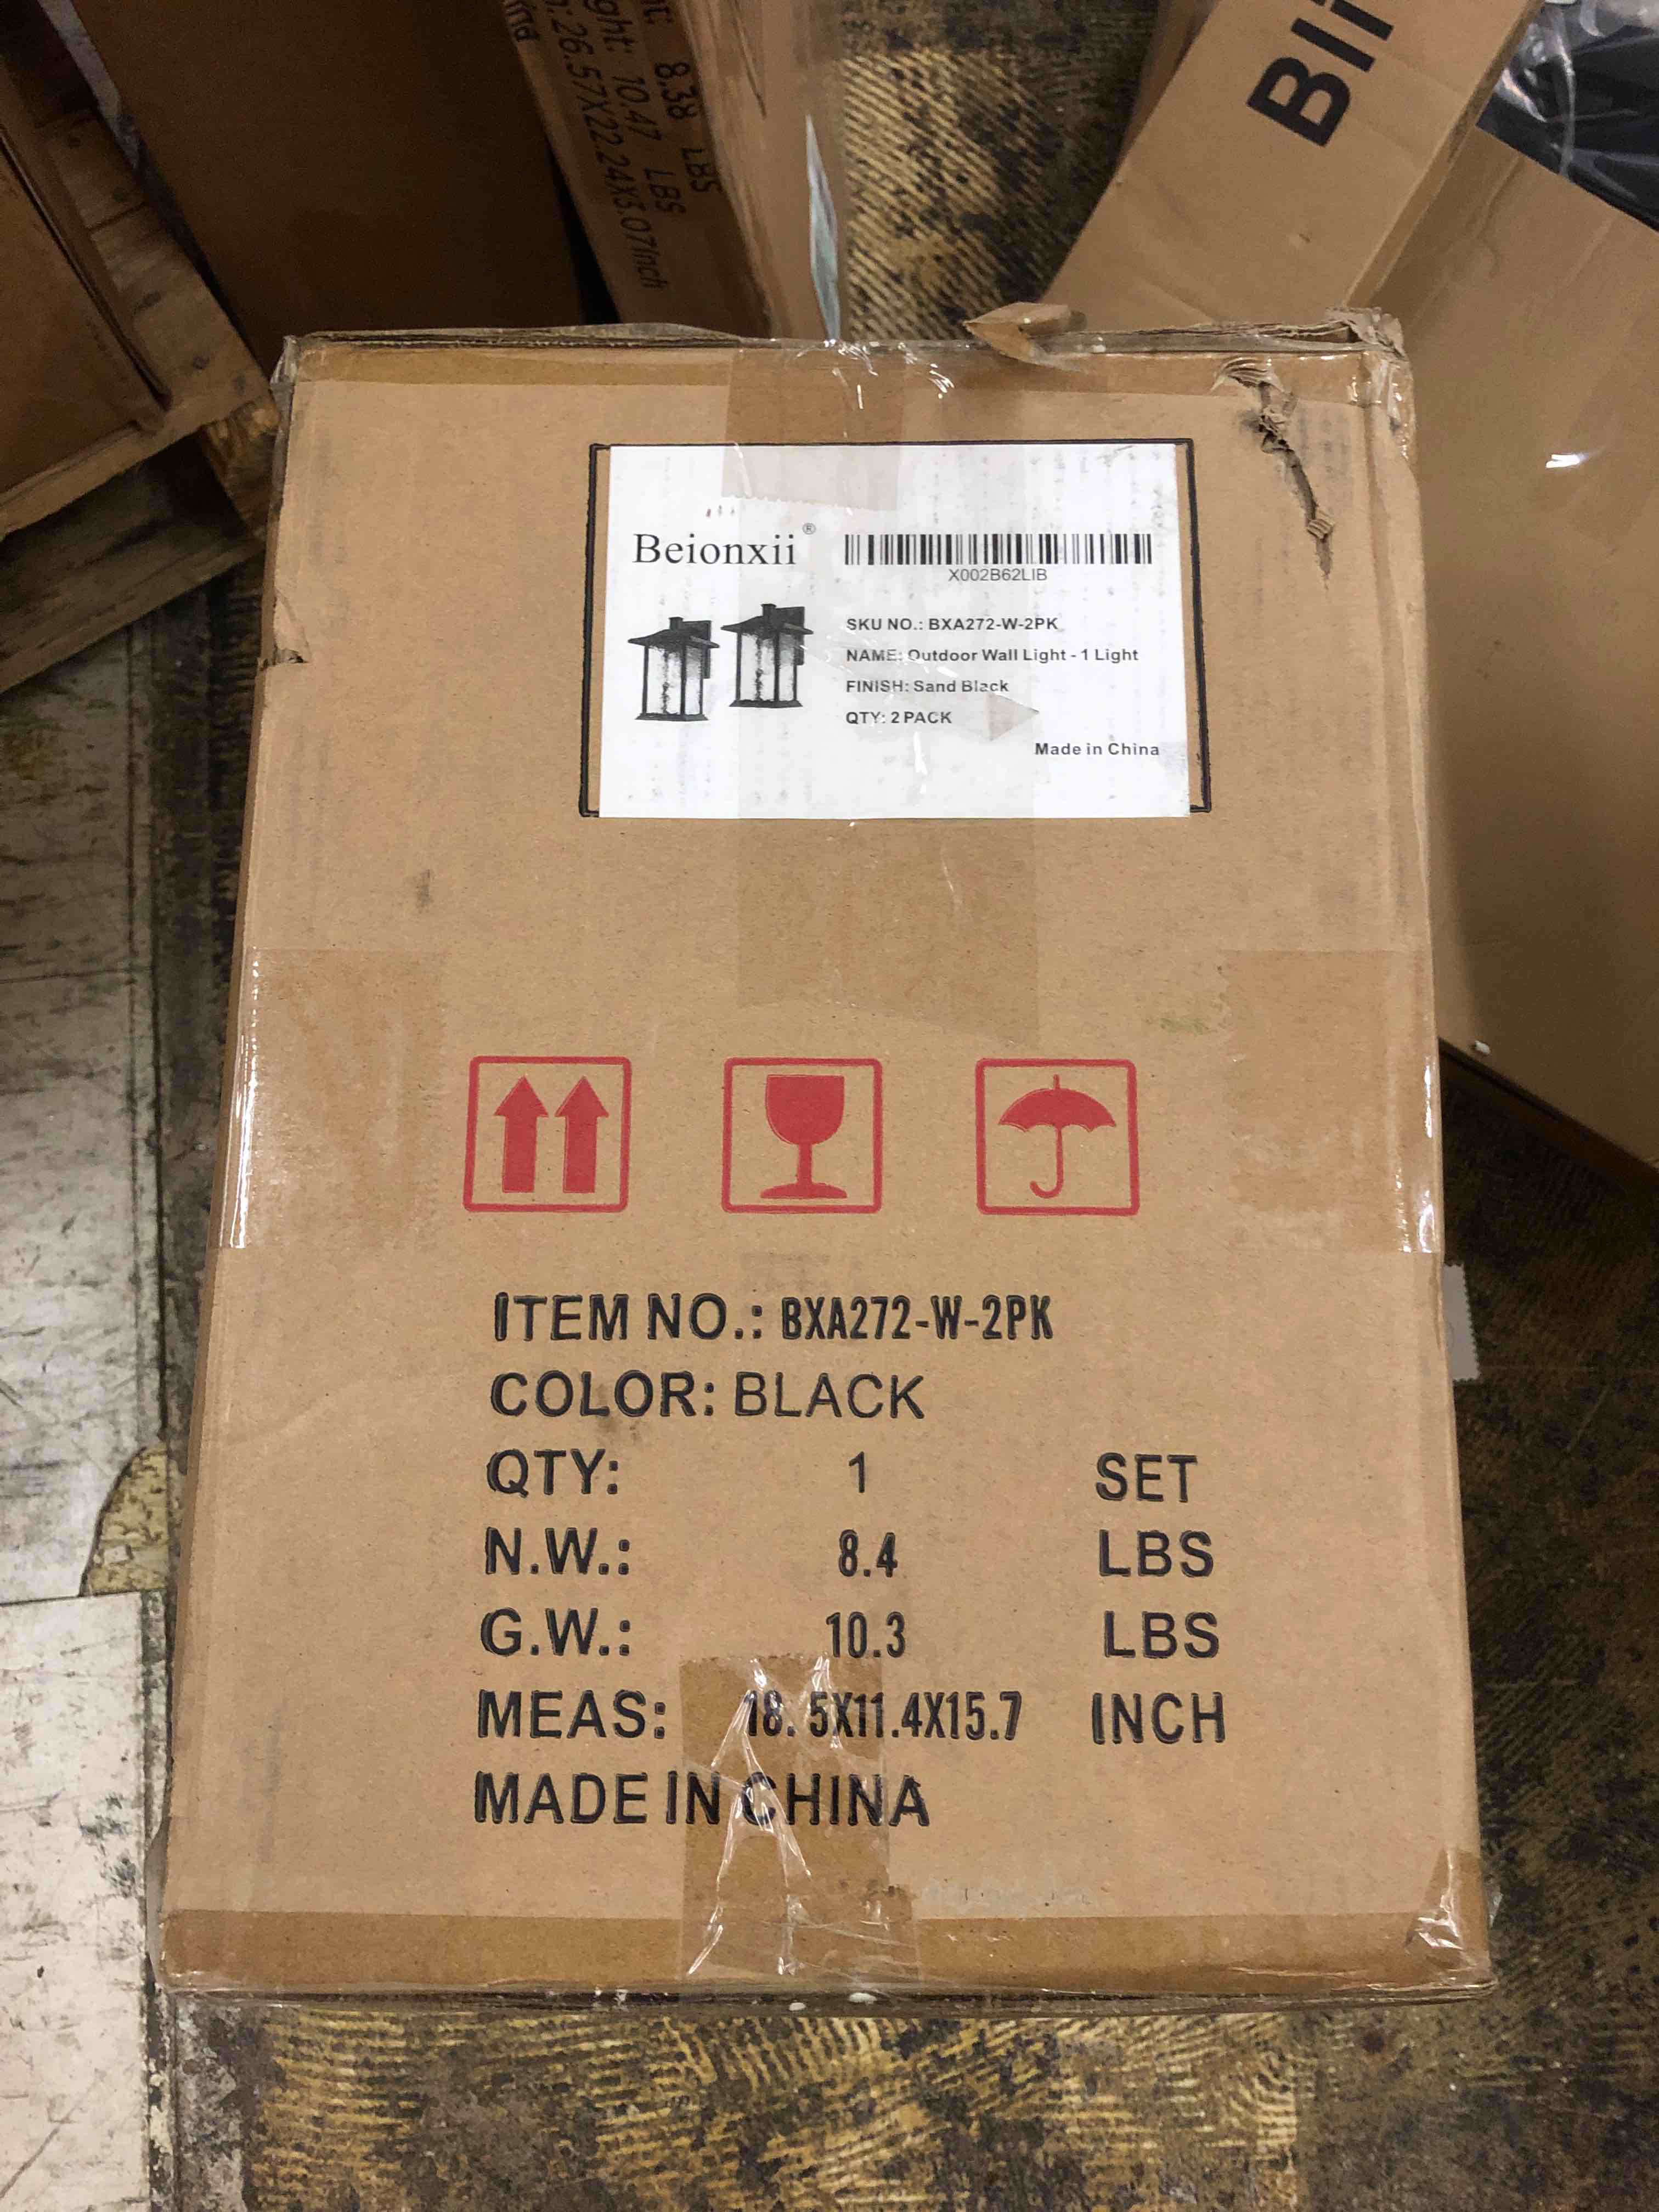 8.38 LBS
10.47 LBS
26.57X22.24X3.07Inch
Beionxii®
X002B62LIB
SKU NO.: BXA272-W-2PK
NAME: Outdoor Wall Light - 1 Light
FINISH: Sand Black
QTY: 2 PACK
Made in China
ITEM NO.: BXA272-W-2PK
COLOR: BLACK
QTY: 1 SET
N.W.: 8.4 LBS
G.W.: 10.3 LBS
MEAS: 18.5X11.4X15.7 INCH
MADE IN CHINA